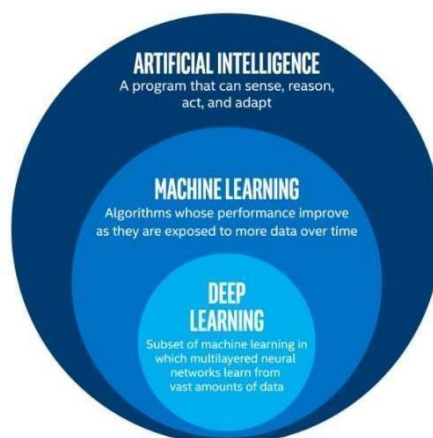 ARTIFICIAL INTELLIGENCE
A program that can sense, reason,
act, and adapt
MACHINE LEARNING
Algorithms whose performance improve
as they are exposed to more data over time
DEEP
LEARNING
Subset of machine learning in
which multilayered neural
networks learn from
vast amounts of data